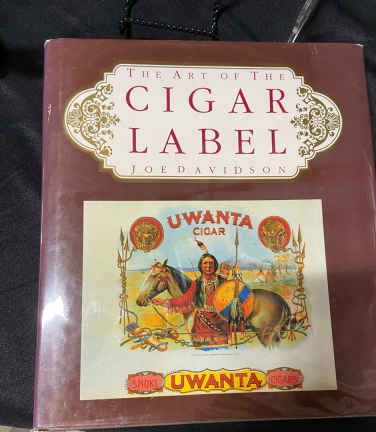 THE ART OF THE
CIGAR
LABEL
JOE DAVIDSON
UWANTA
CIGAR
SMOKE UWANTA CIGARS